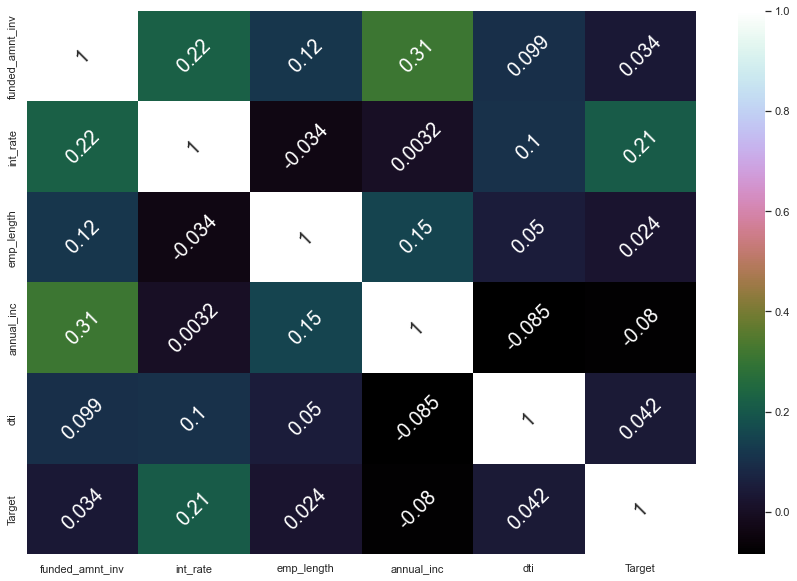 funded_amnt_inv 1 0.22 0.12 0.31 0.099 0.034
int_rate 0.22 1 -0.034 0.0032 0.1 0.21
emp_length 0.12 -0.034 1 0.15 0.05 0.024
annual_inc 0.31 0.0032 0.15 1 -0.085 -0.08
dti 0.099 0.1 0.05 -0.085 1 0.042
Target 0.034 0.21 0.024 -0.08 0.042 1
funded_amnt_inv int_rate emp_length annual_inc dti Target
1.0
0.8
0.6
0.4
0.2
0.0